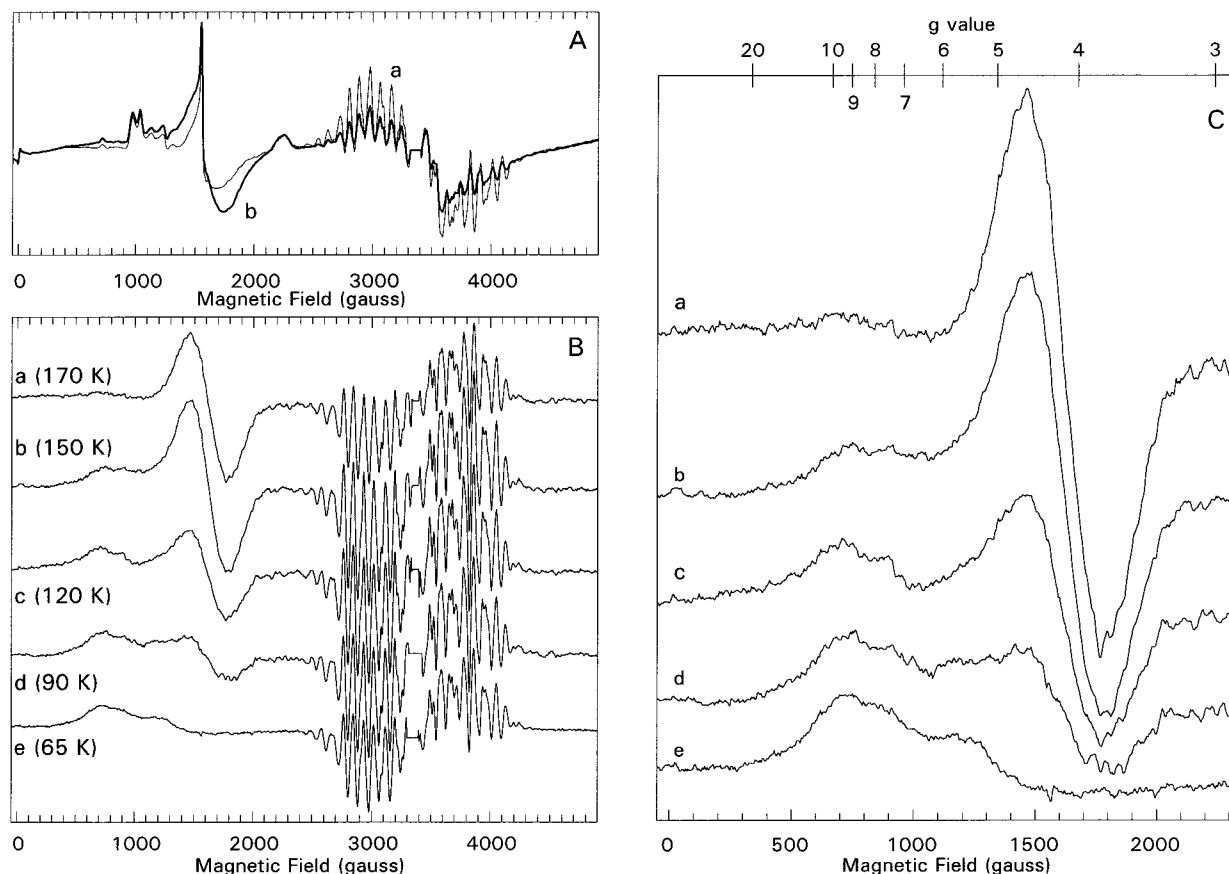 A
a
b
0 1000 2000 3000 4000
Magnetic Field (gauss)
B
a (170 K)
b (150 K)
c (120 K)
d (90 K)
e (65 K)
0 1000 2000 3000 4000
Magnetic Field (gauss)
g value
20 10 8 6 5 4 3
9 7
C
a
b
c
d
e
0 500 1000 1500 2000
Magnetic Field (gauss)